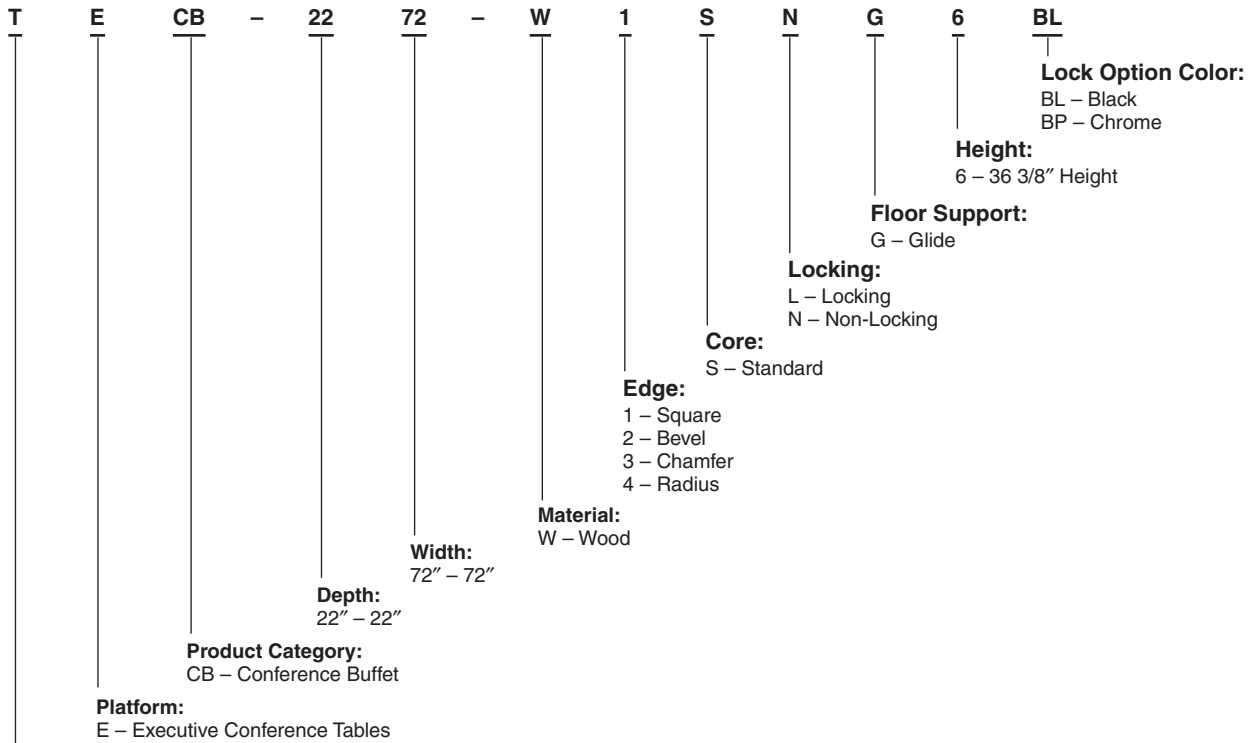 T E CB – 22 72 – W 1 S N G 6 BL
Lock Option Color:
BL – Black
BP – Chrome
Height:
6 – 36 3/8″ Height
Floor Support:
G – Glide
Locking:
L – Locking
N – Non-Locking
Core:
S – Standard
Edge:
1 – Square
2 – Bevel
3 – Chamfer
4 – Radius
Material:
W – Wood
Width:
72″ – 72″
Depth:
22″ – 22″
Product Category:
CB – Conference Buffet
Platform:
E – Executive Conference Tables